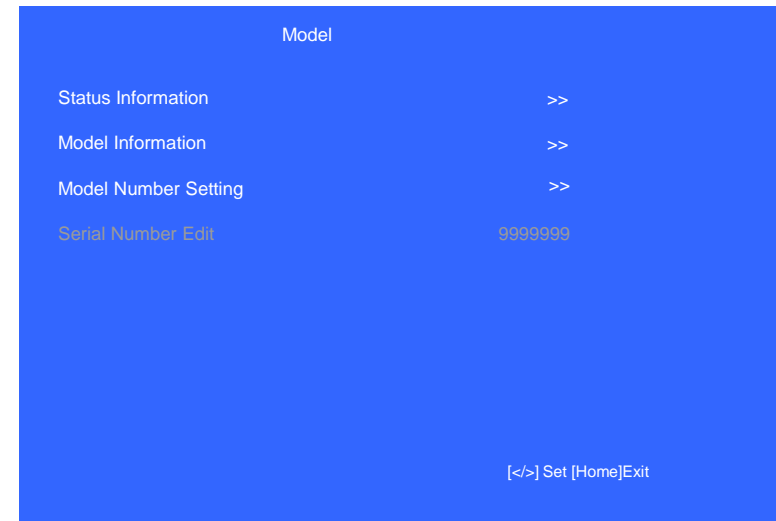 Model
Status Information >>
Model Information >>
Model Number Setting >>
Serial Number Edit 9999999
[</>] Set [Home]Exit